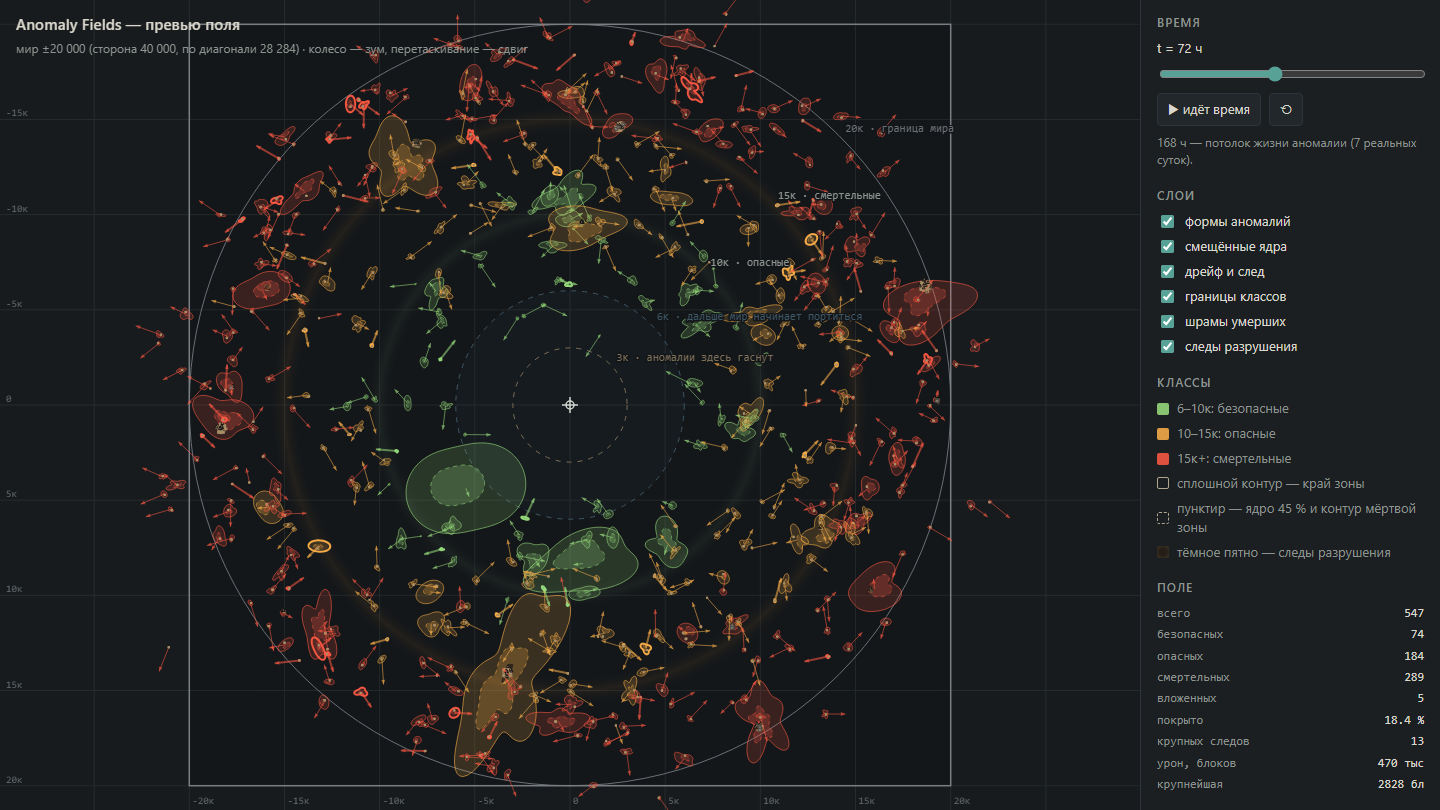 Anomaly Fields — превью поля
мир ±20 000 (сторона 40 000, по диагонали 28 284) · колесо — зум, перетаскивание — сдвиг
20к · граница мира
15к · смертельные
10к · опасные
6к · дальше мир начинает портиться
3к · аномалии здесь гаснут
-15к
-10к
-5к
0
5к
10к
15к
20к
-20к
-15к
-10к
-5к
0
5к
10к
15к
20к
ВРЕМЯ
t = 72 ч
▶ идёт время
⟲
168 ч — потолок жизни аномалии (7 реальных
суток).
СЛОИ
формы аномалий
смещённые ядра
дрейф и след
границы классов
шрамы умерших
следы разрушения
КЛАССЫ
6–10к: безопасные
10–15к: опасные
15к+: смертельные
сплошной контур — край зоны
пунктир — ядро 45 % и контур мёртвой
зоны
тёмное пятно — следы разрушения
ПОЛЕ
всего 547
безопасных 74
опасных 184
смертельных 289
вложенных 5
покрыто 18.4 %
крупных следов 13
урон, блоков 470 тыс
крупнейшая 2828 бл